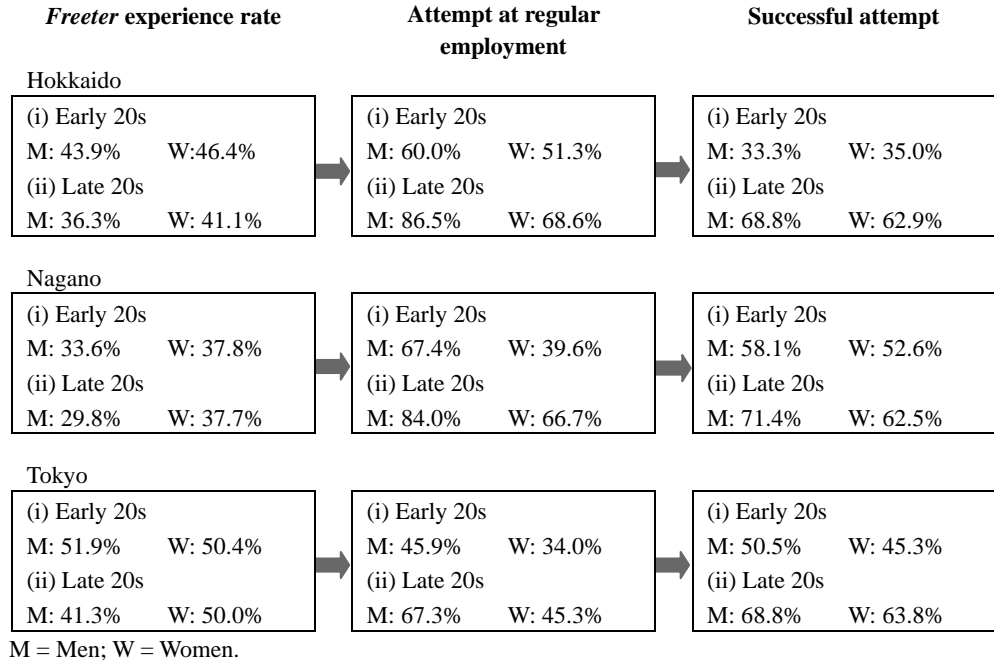 Freeter experience rate
Attempt at regular
employment
Successful attempt
Hokkaido
(i) Early 20s
M: 43.9% W:46.4%
(ii) Late 20s
M: 36.3% W: 41.1%
(i) Early 20s
M: 60.0% W: 51.3%
(ii) Late 20s
M: 86.5% W: 68.6%
(i) Early 20s
M: 33.3% W: 35.0%
(ii) Late 20s
M: 68.8% W: 62.9%
Nagano
(i) Early 20s
M: 33.6% W: 37.8%
(ii) Late 20s
M: 29.8% W: 37.7%
(i) Early 20s
M: 67.4% W: 39.6%
(ii) Late 20s
M: 84.0% W: 66.7%
(i) Early 20s
M: 58.1% W: 52.6%
(ii) Late 20s
M: 71.4% W: 62.5%
Tokyo
(i) Early 20s
M: 51.9% W: 50.4%
(ii) Late 20s
M: 41.3% W: 50.0%
(i) Early 20s
M: 45.9% W: 34.0%
(ii) Late 20s
M: 67.3% W: 45.3%
(i) Early 20s
M: 50.5% W: 45.3%
(ii) Late 20s
M: 68.8% W: 63.8%
M = Men; W = Women.